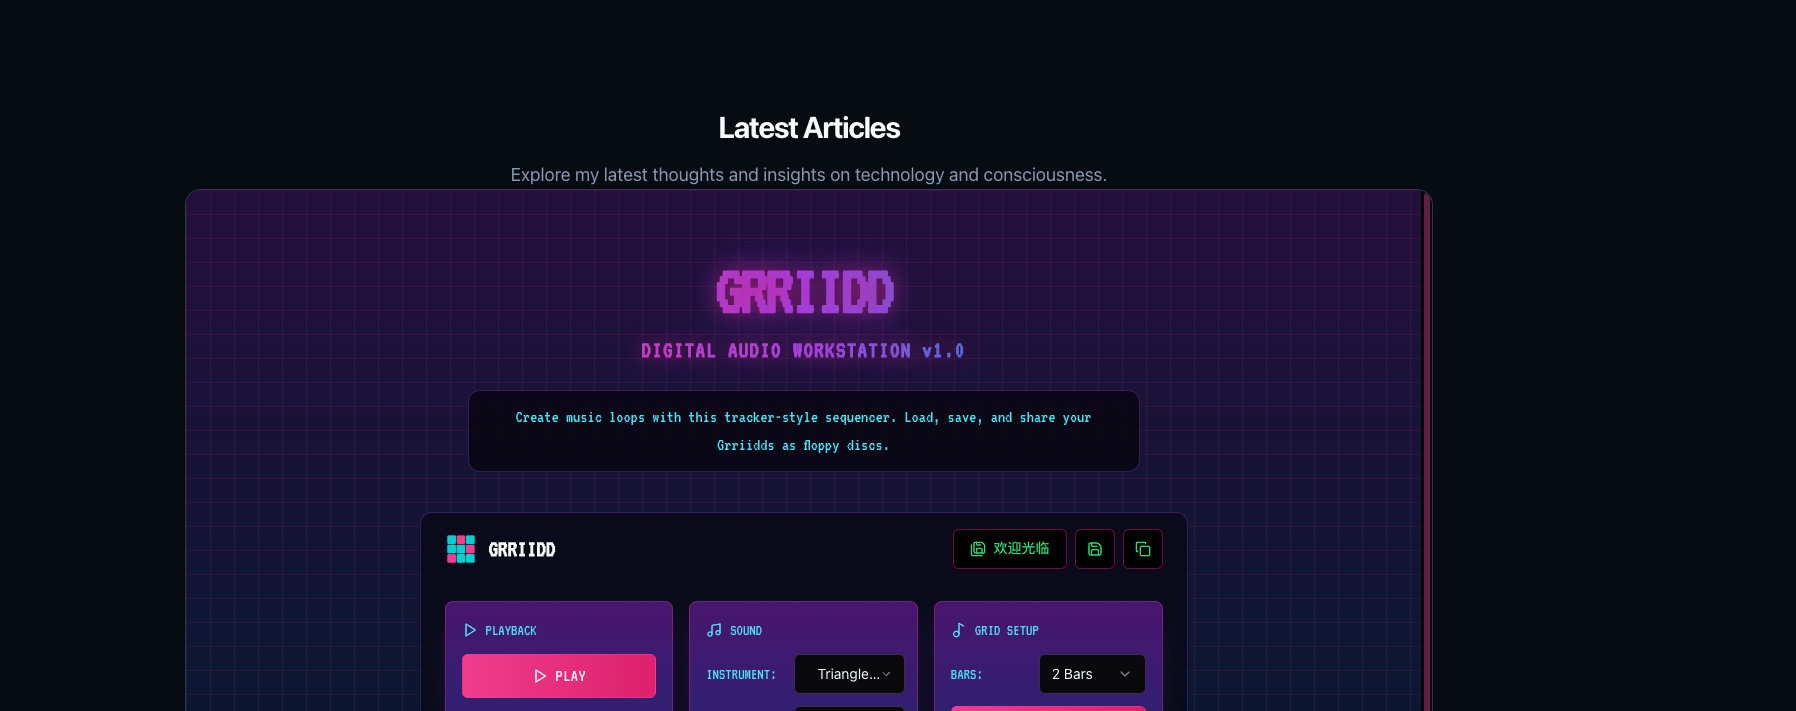 Latest Articles
Explore my latest thoughts and insights on technology and consciousness.
GRRIIDD
DIGITAL AUDIO WORKSTATION v1.0
Create music loops with this tracker-style sequencer. Load, save, and share your
Grriidds as floppy discs.
GRRIIDD
欢迎光临
PLAYBACK
SOUND
GRID SETUP
PLAY
INSTRUMENT:
Triangle...
BARS:
2 Bars